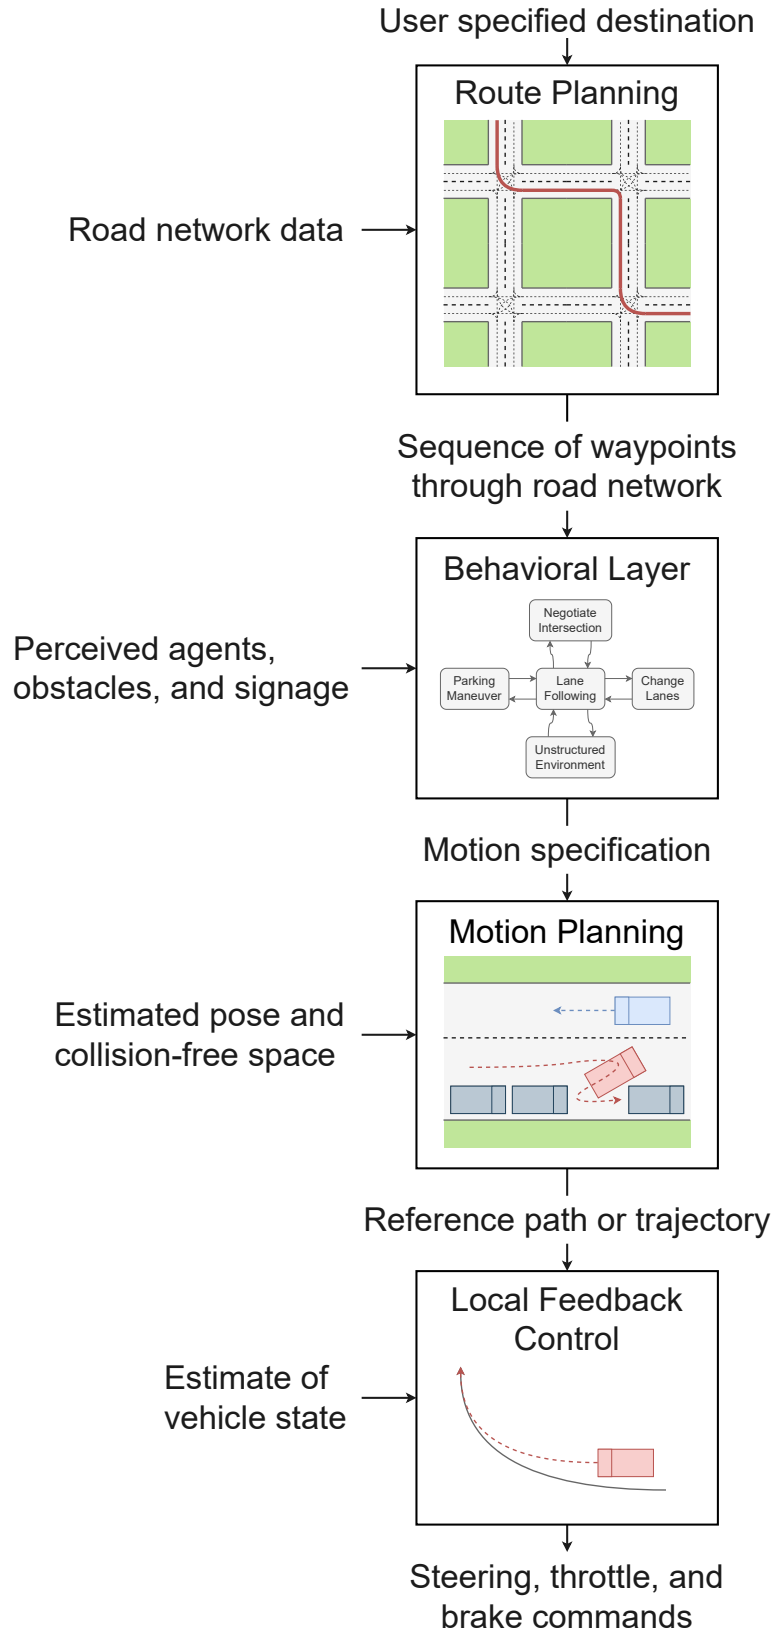 User specified destination
Route Planning
Road network data
Sequence of waypoints
through road network
Behavioral Layer
Negotiate
Intersection
Perceived agents,
obstacles, and signage
Parking
Maneuver
Lane
Following
Change
Lanes
Unstructured
Environment
Motion specification
Motion Planning
Estimated pose and
collision-free space
Reference path or trajectory
Local Feedback
Control
Estimate of
vehicle state
Steering, throttle, and
brake commands